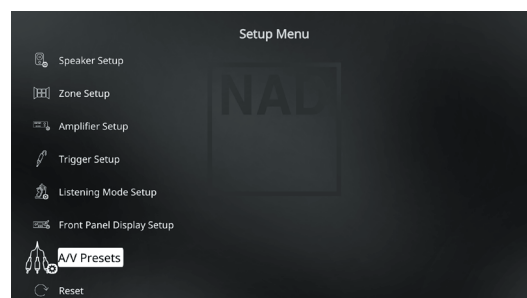 Setup Menu
Speaker Setup
Zone Setup
Amplifier Setup
Trigger Setup
Listening Mode Setup
Front Panel Display Setup
A/V Presets
Reset
NAD